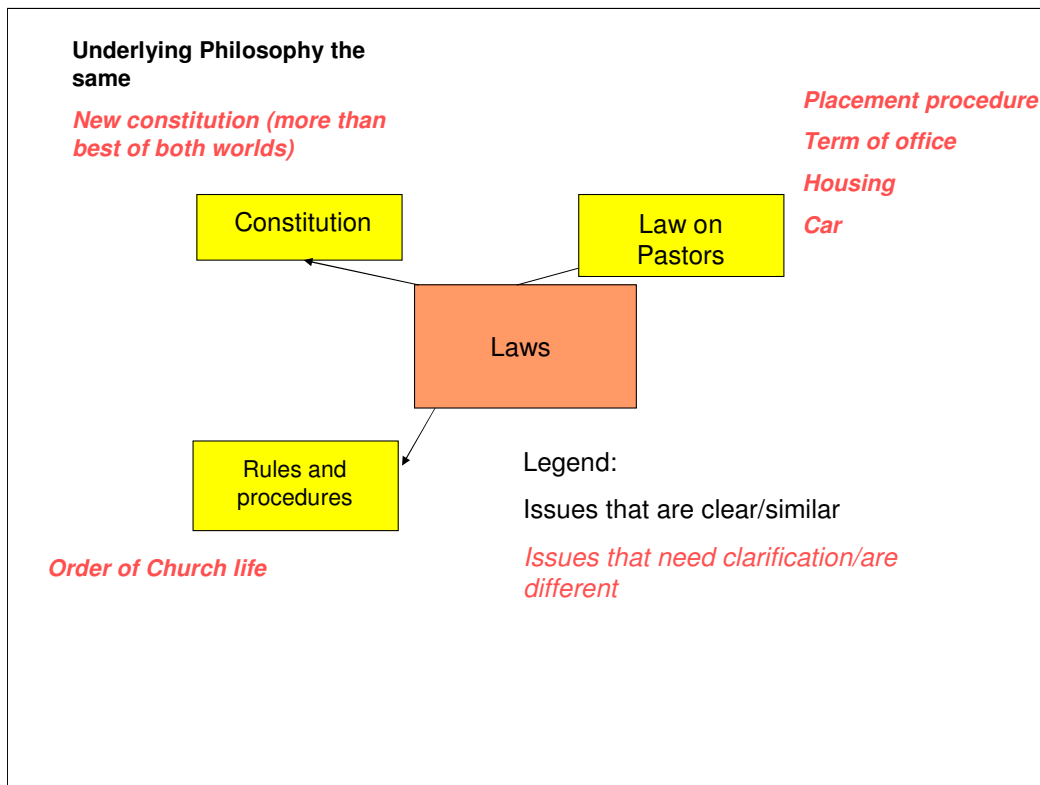 Underlying Philosophy the
same
New constitution (more than
best of both worlds)
Placement procedure
Term of office
Housing
Car
Constitution
Law on
Pastors
Laws
Rules and
procedures
Order of Church life
Legend:
Issues that are clear/similar
Issues that need clarification/are
different